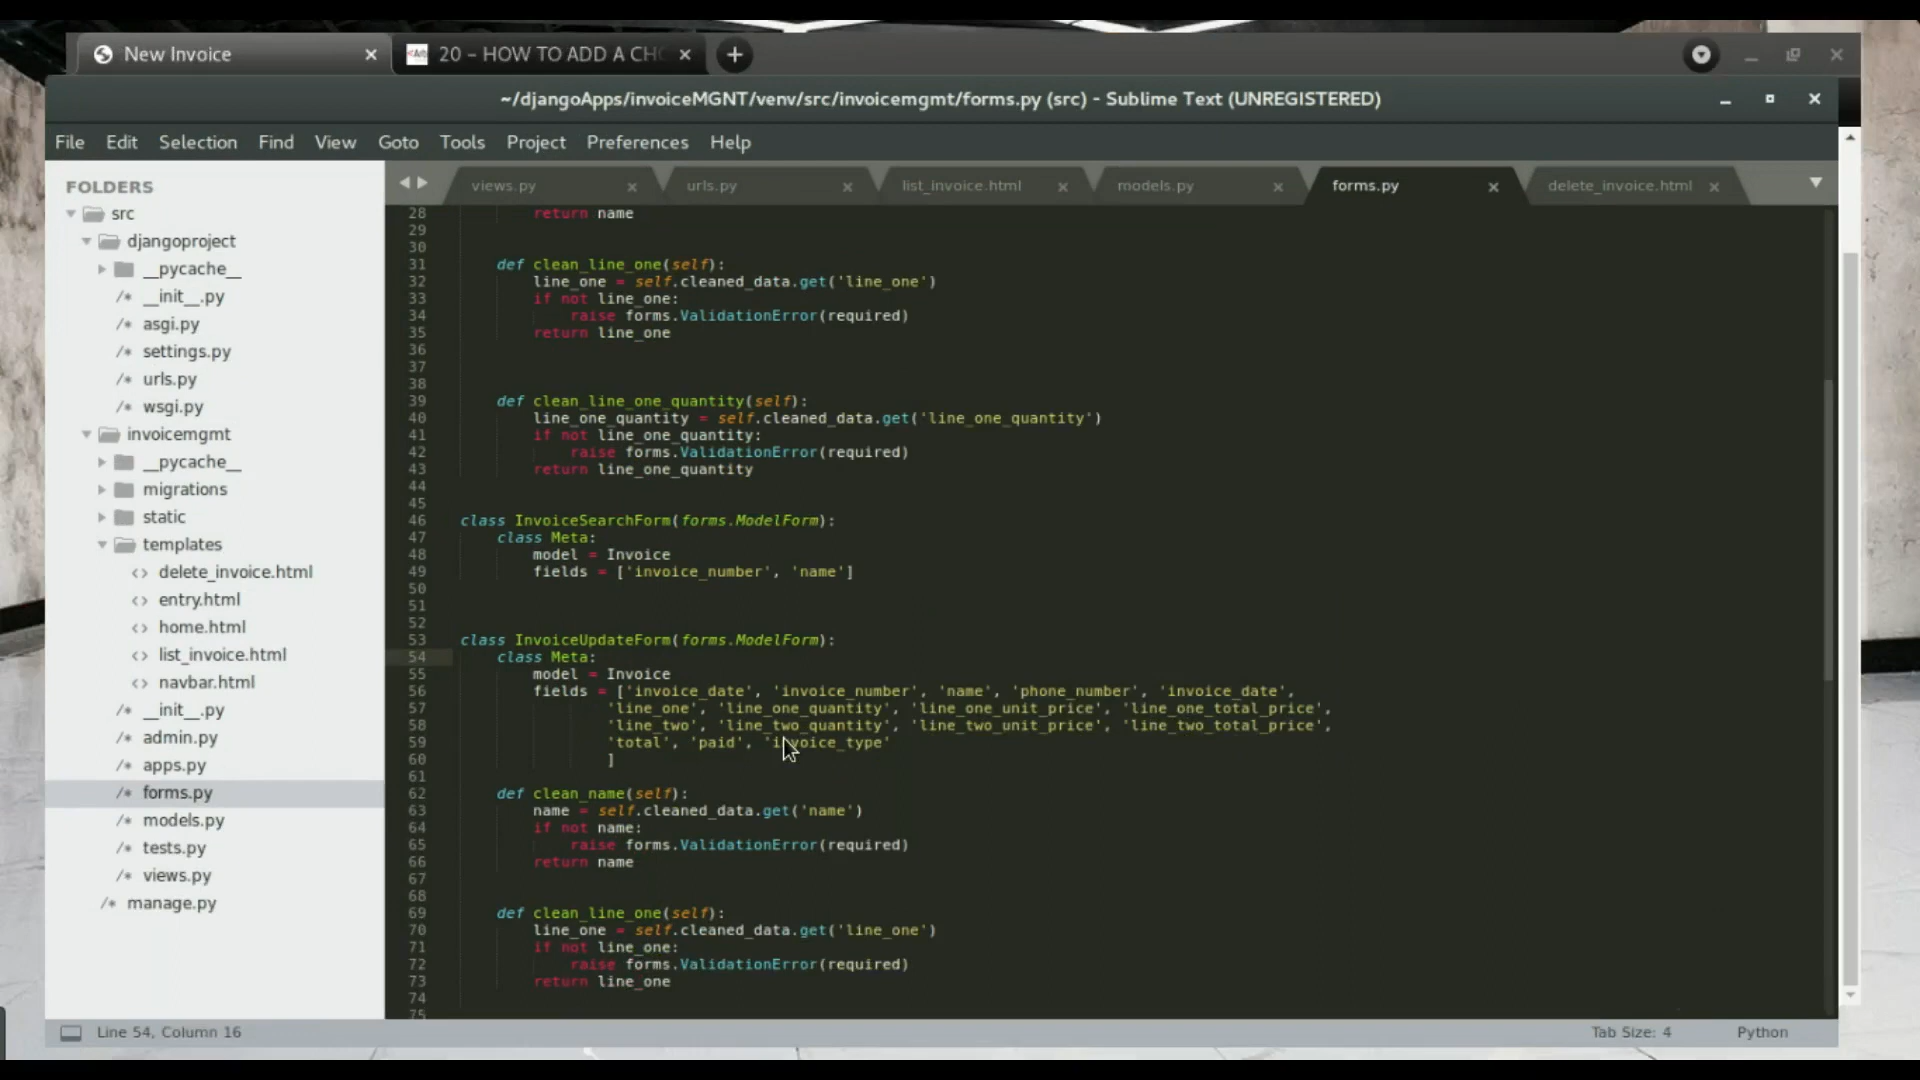 New Invoice
20 – HOW TO ADD A CHO
~/djangoApps/invoiceMGNT/venv/src/invoicemgmt/forms.py (src) - Sublime Text (UNREGISTERED)
File Edit Selection Find View Goto Tools Project Preferences Help
FOLDERS
src
djangoproject
__pycache__
__init__.py
asgi.py
settings.py
urls.py
wsgi.py
invoicemgmt
__pycache__
migrations
static
templates
delete_invoice.html
entry.html
home.html
list_invoice.html
navbar.html
__init__.py
admin.py
apps.py
forms.py
models.py
tests.py
views.py
manage.py
views.py urls.py list_invoice.html models.py forms.py delete_invoice.html
28 return name
29
30
31 def clean_line_one(self):
32 line_one = self.cleaned_data.get('line_one')
33 if not line_one:
34 raise forms.ValidationError(required)
35 return line_one
36
37
38
39 def clean_line_one_quantity(self):
40 line_one_quantity = self.cleaned_data.get('line_one_quantity')
41 if not line_one_quantity:
42 raise forms.ValidationError(required)
43 return line_one_quantity
44
45
46 class InvoiceSearchForm(forms.ModelForm):
47 class Meta:
48 model = Invoice
49 fields = ['invoice_number', 'name']
50
51
52
53 class InvoiceUpdateForm(forms.ModelForm):
54 class Meta:
55 model = Invoice
56 fields = ['invoice_date', 'invoice_number', 'name', 'phone_number', 'invoice_date',
57 'line_one', 'line_one_quantity', 'line_one_unit_price', 'line_one_total_price',
58 'line_two', 'line_two_quantity', 'line_two_unit_price', 'line_two_total_price',
59 'total', 'paid', 'invoice_type'
60 ]
61
62 def clean_name(self):
63 name = self.cleaned_data.get('name')
64 if not name:
65 raise forms.ValidationError(required)
66 return name
67
68
69 def clean_line_one(self):
70 line_one = self.cleaned_data.get('line_one')
71 if not line_one:
72 raise forms.ValidationError(required)
73 return line_one
74
75
Line 54, Column 16
Tab Size: 4
Python